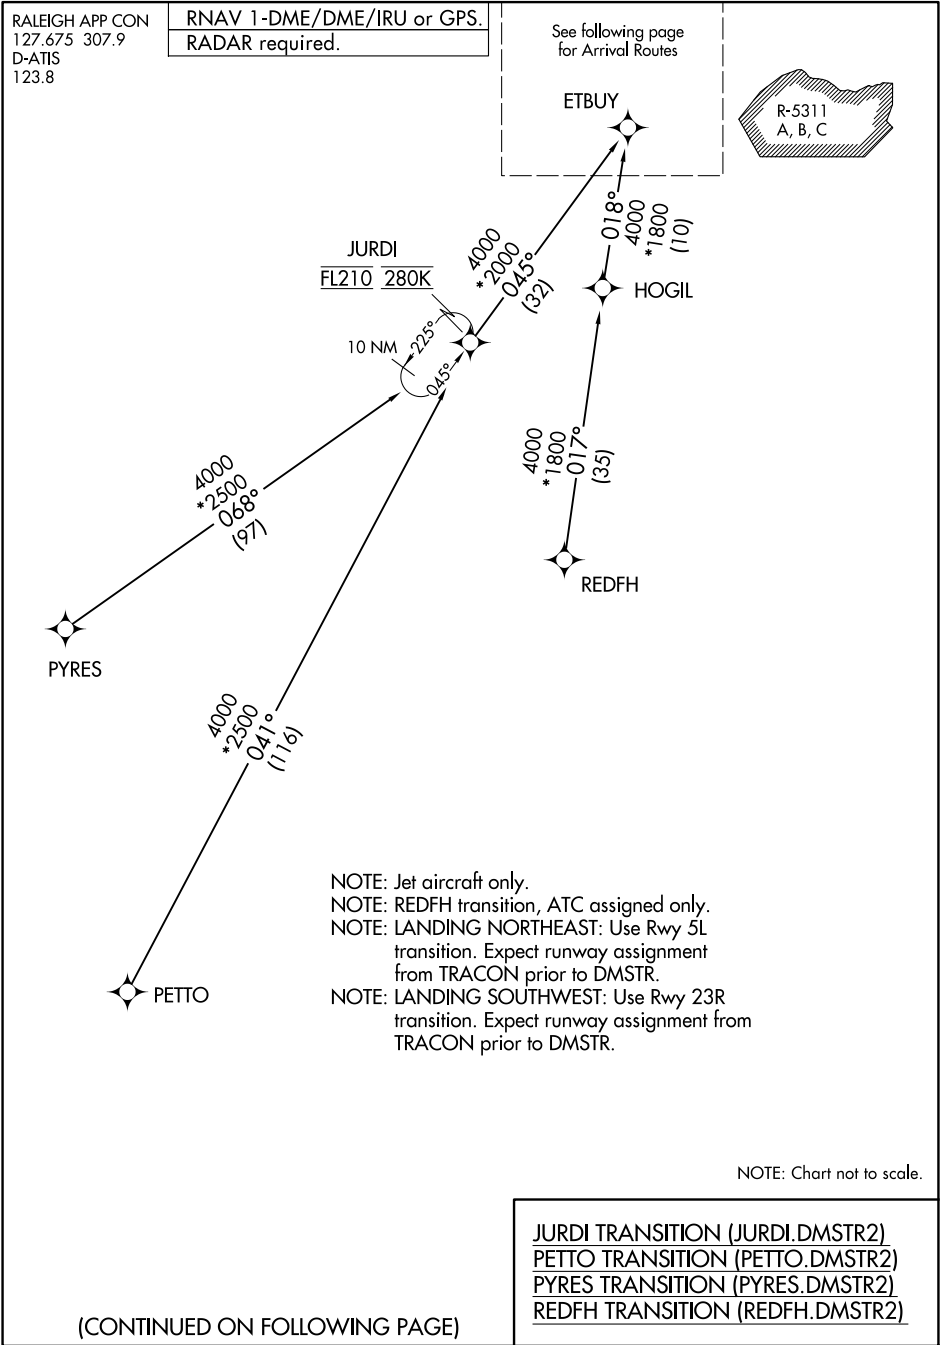 RALEIGH APP CON
127.675 307.9
D-ATIS
123.8
RNAV 1-DME/DME/IRU or GPS.
RADAR required.
See following page
for Arrival Routes
ETBUY
R-5311
A, B, C
018°
4000
*1800
(10)
JURDI
FL210 280K
4000
*2000
045°
(32)
HOGIL
10 NM
225°
045°
4000
*1800
017°
(35)
4000
*2500
068°
(97)
REDFH
PYRES
4000
*2500
041°
(116)
PETTO
NOTE: Jet aircraft only.
NOTE: REDFH transition, ATC assigned only.
NOTE: LANDING NORTHEAST: Use Rwy 5L
transition. Expect runway assignment
from TRACON prior to DMSTR.
NOTE: LANDING SOUTHWEST: Use Rwy 23R
transition. Expect runway assignment from
TRACON prior to DMSTR.
NOTE: Chart not to scale.
JURDI TRANSITION (JURDI.DMSTR2)
PETTO TRANSITION (PETTO.DMSTR2)
PYRES TRANSITION (PYRES.DMSTR2)
REDFH TRANSITION (REDFH.DMSTR2)
(CONTINUED ON FOLLOWING PAGE)